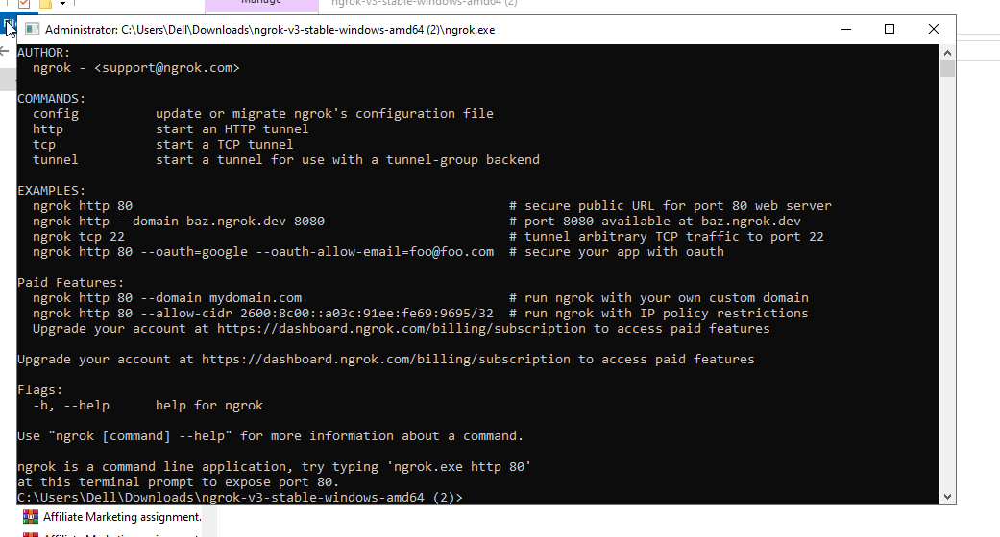 Manage
ngrok-v3-stable-windows-amd64 (2)
Administrator: C:\Users\Dell\Downloads\ngrok-v3-stable-windows-amd64 (2)\ngrok.exe
AUTHOR:
ngrok - <support@ngrok.com>
COMMANDS:
config update or migrate ngrok's configuration file
http start an HTTP tunnel
tcp start a TCP tunnel
tunnel start a tunnel for use with a tunnel-group backend
EXAMPLES:
ngrok http 80 # secure public URL for port 80 web server
ngrok http --domain baz.ngrok.dev 8080 # port 8080 available at baz.ngrok.dev
ngrok tcp 22 # tunnel arbitrary TCP traffic to port 22
ngrok http 80 --oauth=google --oauth-allow-email=foo@foo.com # secure your app with oauth
Paid Features:
ngrok http 80 --domain mydomain.com # run ngrok with your own custom domain
ngrok http 80 --allow-cidr 2600:8c00::a03c:91ee:fe69:9695/32 # run ngrok with IP policy restrictions
Upgrade your account at https://dashboard.ngrok.com/billing/subscription to access paid features
Upgrade your account at https://dashboard.ngrok.com/billing/subscription to access paid features
Flags:
-h, --help help for ngrok
Use "ngrok [command] --help" for more information about a command.
ngrok is a command line application, try typing 'ngrok.exe http 80'
at this terminal prompt to expose port 80.
C:\Users\Dell\Downloads\ngrok-v3-stable-windows-amd64 (2)>
Affiliate Marketing assignment.